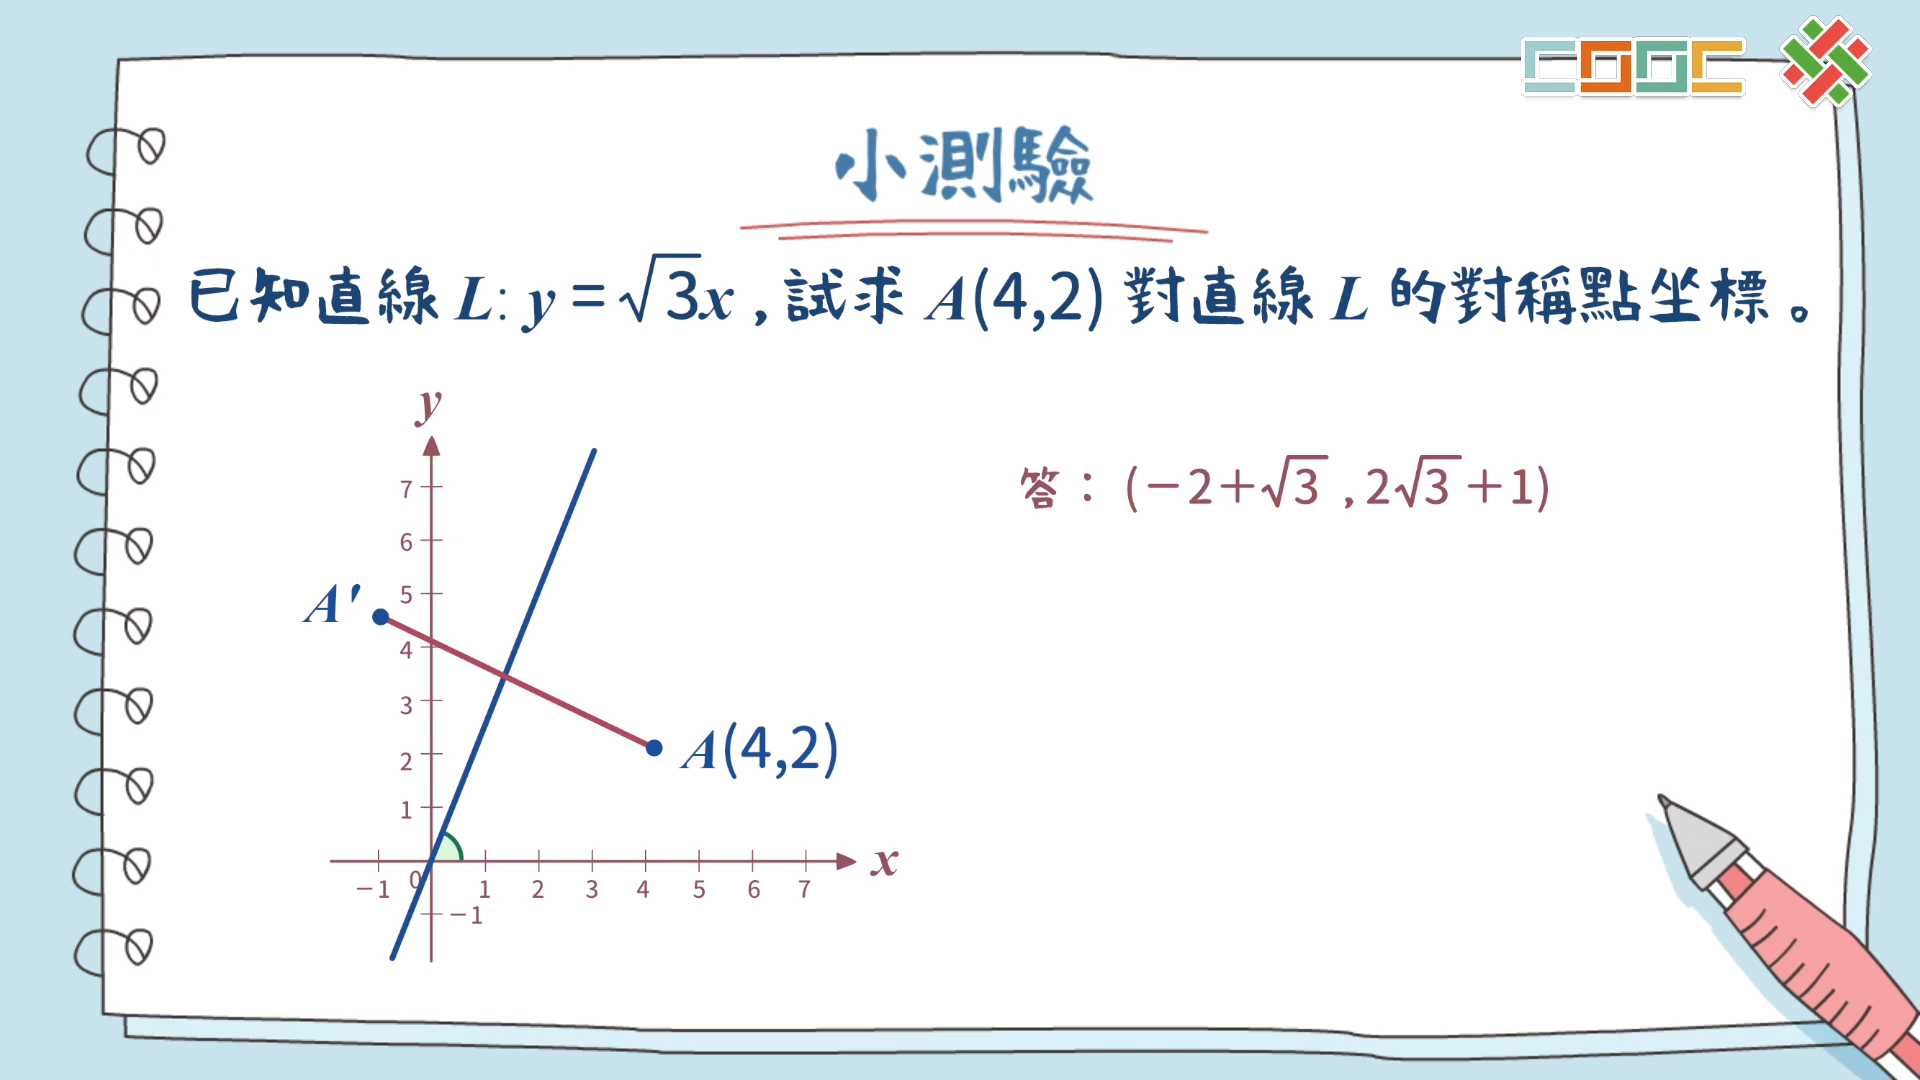 COOC
小測驗
已知直線 L: y = √3x , 試求 A(4,2) 對直線 L 的對稱點坐標。
答：(－2＋√3 , 2√3＋1)
y
7
6
5
4
3
2
1
A′
A(4,2)
x
－1 0 1 2 3 4 5 6 7
－1